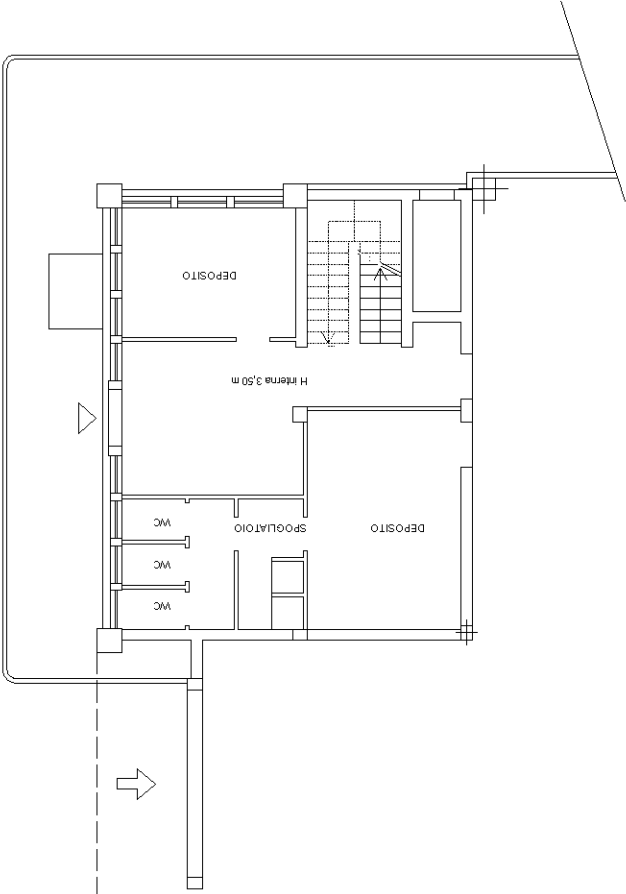 DEPOSITO
H interna 3,50 m
WC
SPOGLIATOIO
DEPOSITO
WC
WC